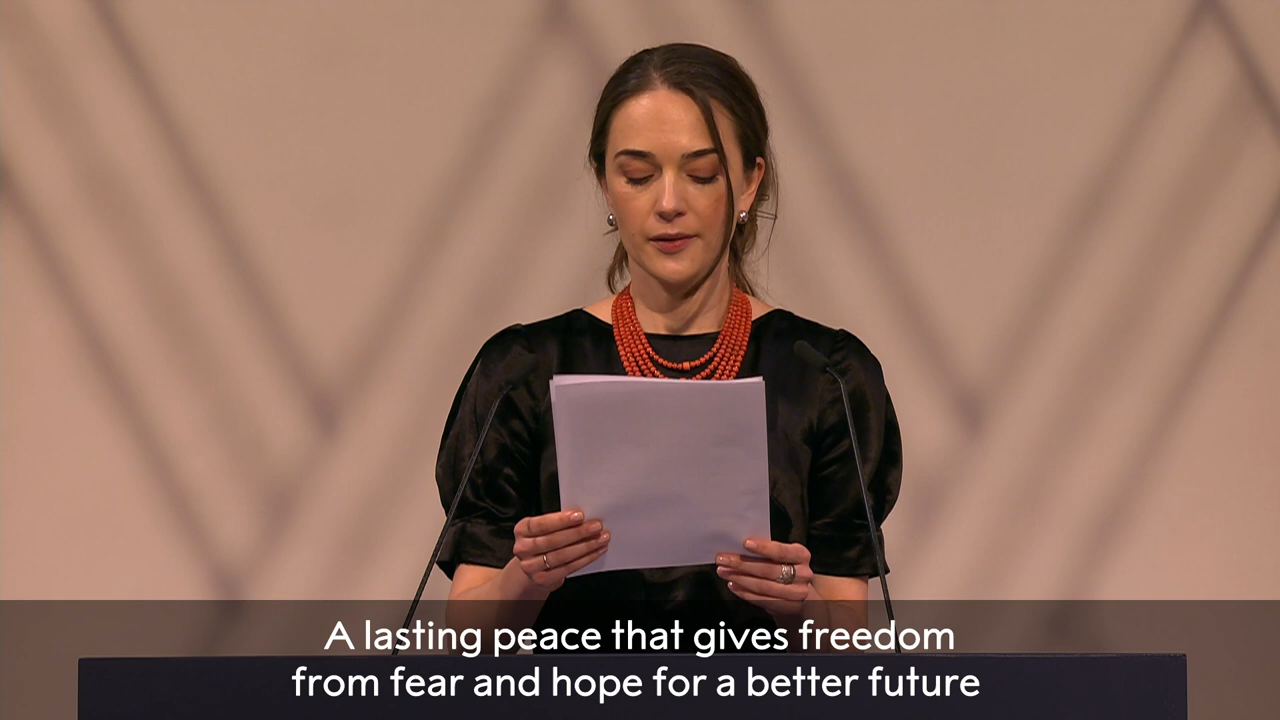 A lasting peace that gives freedom
from fear and hope for a better future